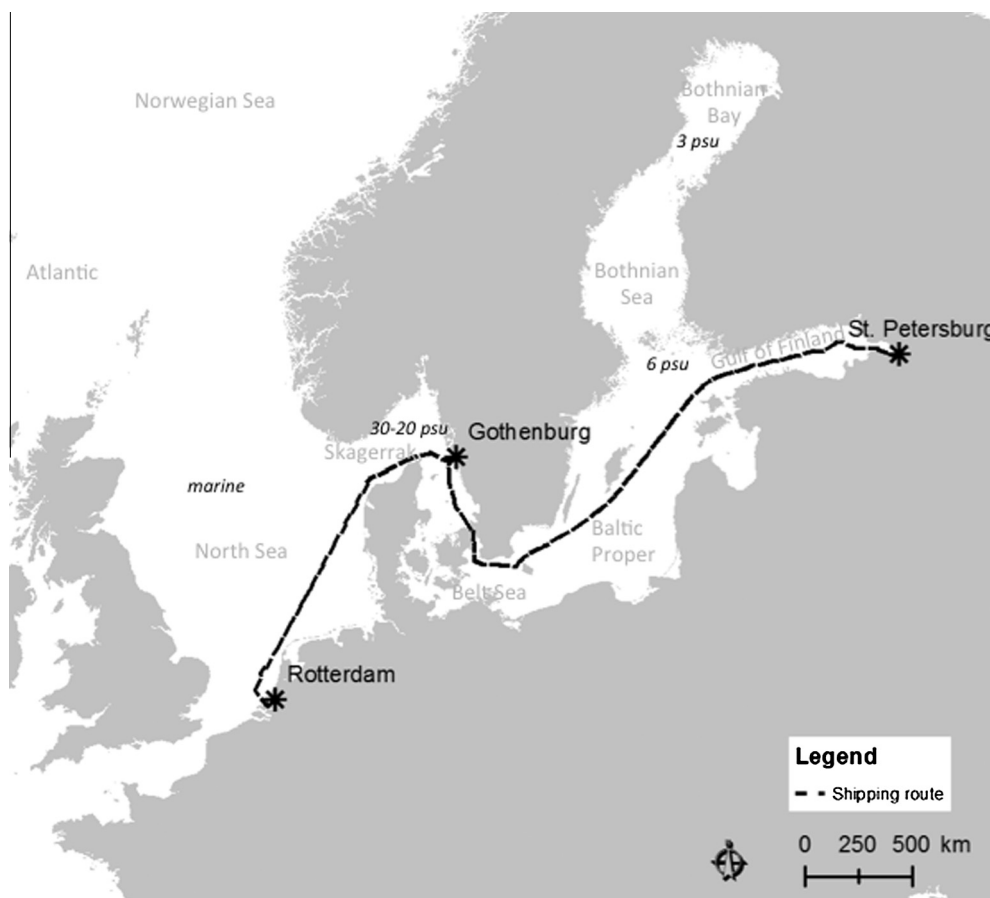 Norwegian Sea
Bothnian
Bay
3 psu
Atlantic
Bothnian
Sea
St. Petersburg
Gulf of Finland
6 psu
30-20 psu
Gothenburg
Skagerrak
marine
North Sea
Baltic
Proper
Belt Sea
Rotterdam
Legend
Shipping route
0 250 500 km